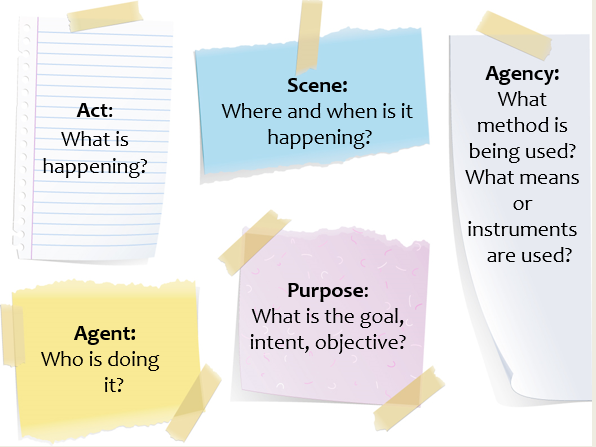 Act:
What is
happening?
Scene:
Where and when is it
happening?
Agency:
What
method is
being used?
What means
or
instruments
are used?
Agent:
Who is doing
it?
Purpose:
What is the goal,
intent, objective?